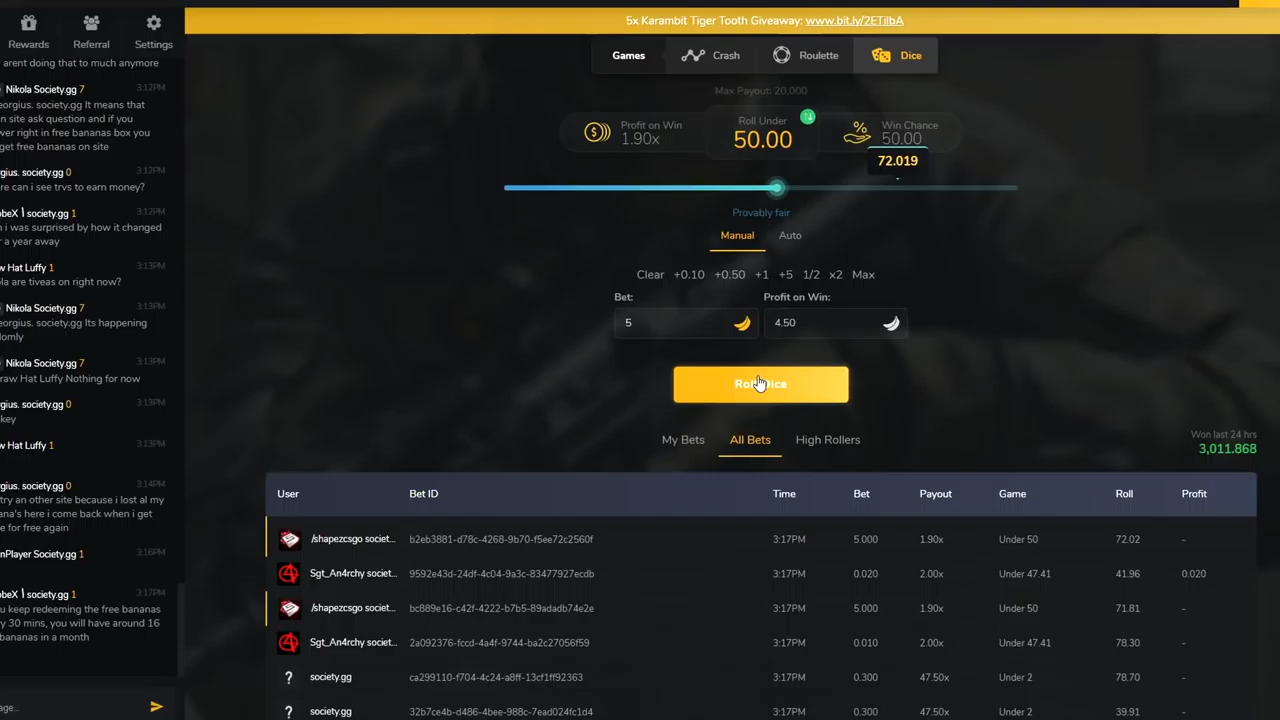 5x Karambit Tiger Tooth Giveaway: www.bit.ly/2ETilbA
Rewards
Referral
Settings
arent doing that to much anymore
Nikola Society.gg 7
3:12PM
eorgius. society.gg It means that
n site ask question and if you
wer right in free bananas box you
get free bananas on site
rgius. society.gg 0
3:12PM
re can i see trvs to earn money?
obeX \ society.gg 1
3:12PM
n i was surprised by how it changed
r a year away
w Hat Luffy 1
3:13PM
ola are tiveas on right now?
Nikola Society.gg 7
3:13PM
eorgius. society.gg Its happening
domly
Nikola Society.gg 7
3:13PM
raw Hat Luffy Nothing for now
rgius. society.gg 0
3:13PM
key
w Hat Luffy 1
3:13PM
rgius. society.gg 0
3:14PM
try an other site because i lost al my
ana's here i come back when i get
e for free again
nPlayer Society.gg 1
3:16PM
obeX \ society.gg 1
3:17PM
u keep redeeming the free bananas
ry 30 mins, you will have around 16
bananas in a month
age...
Games
Crash
Roulette
Dice
Max Payout: 20,000
Profit on Win
1.90x
Roll Under
50.00
Win Chance
50.00
72.019
Provably fair
Manual
Auto
Clear +0.10 +0.50 +1 +5 1/2 x2 Max
Bet:
Profit on Win:
5
4.50
Roll Dice
My Bets
All Bets
High Rollers
Won last 24 hrs
3,011.868
User Bet ID Time Bet Payout Game Roll Profit
/shapezcsgo societ... b2eb3881-d78c-4268-9b70-f5ee72c2560f 3:17PM 5.000 1.90x Under 50 72.02 -
Sgt_An4rchy societ... 9592e43d-24df-4c04-9a3c-83477927ecdb 3:17PM 0.020 2.00x Under 47.41 41.96 0.020
/shapezcsgo societ... bc889e16-c42f-4222-b7b5-89adadb74e2e 3:17PM 5.000 1.90x Under 50 71.81 -
Sgt_An4rchy societ... 2a092376-fccd-4a4f-9744-ba2c27056f59 3:17PM 0.010 2.00x Under 47.41 78.30 -
society.gg ca299110-f704-4c24-a8ff-13cf1ff92363 3:17PM 0.300 47.50x Under 2 78.70 -
society.gg 32b7ce4b-d486-4bee-988c-7ead024fc1d4 3:17PM 0.300 47.50x Under 2 39.91 -